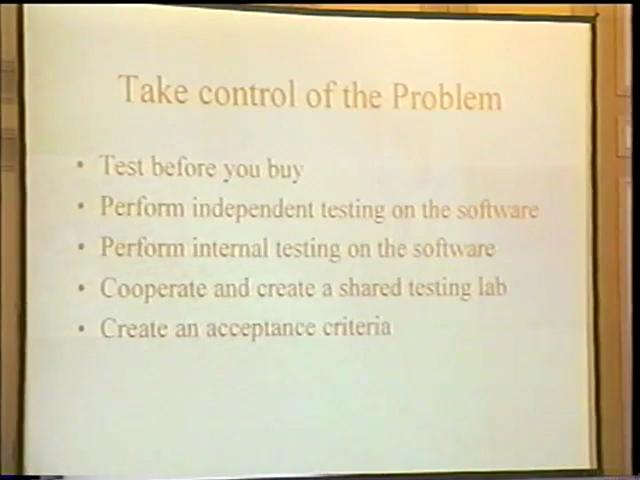 Take control of the Problem
• Test before you buy
• Perform independent testing on the software
• Perform internal testing on the software
• Cooperate and create a shared testing lab
• Create an acceptance criteria